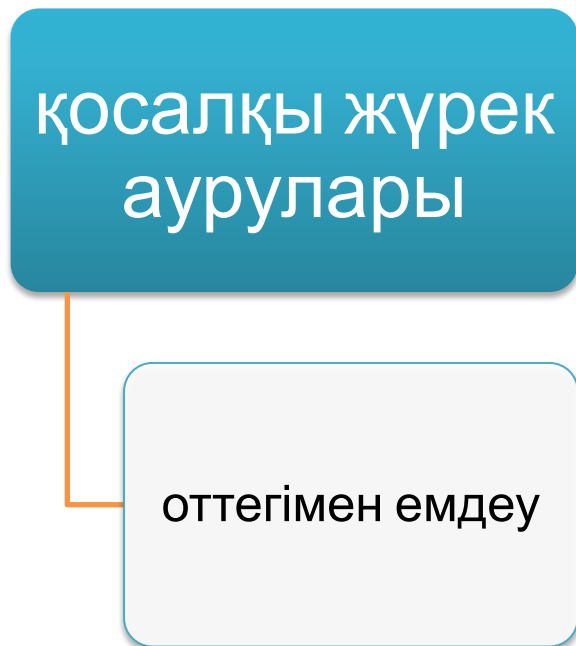 қосалқы жүрек
аурулары
оттегімен емдеу